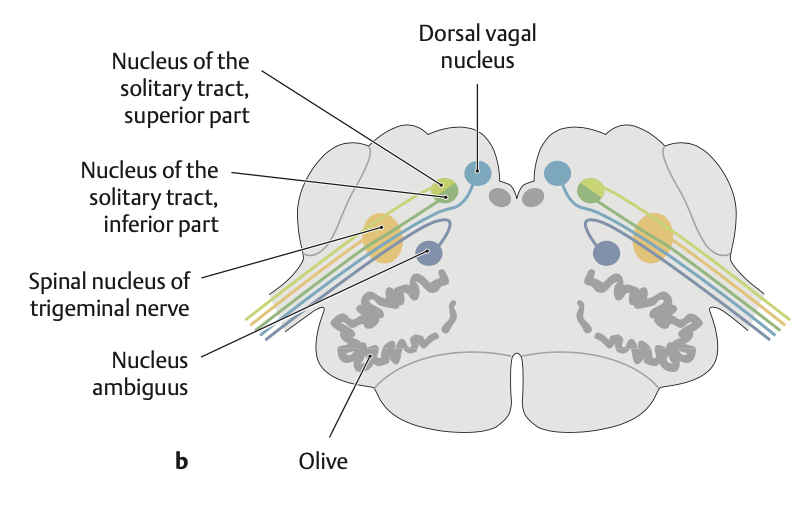 Dorsal vagal
nucleus
Nucleus of the
solitary tract,
superior part
Nucleus of the
solitary tract,
inferior part
Spinal nucleus of
trigeminal nerve
Nucleus
ambiguus
b
Olive